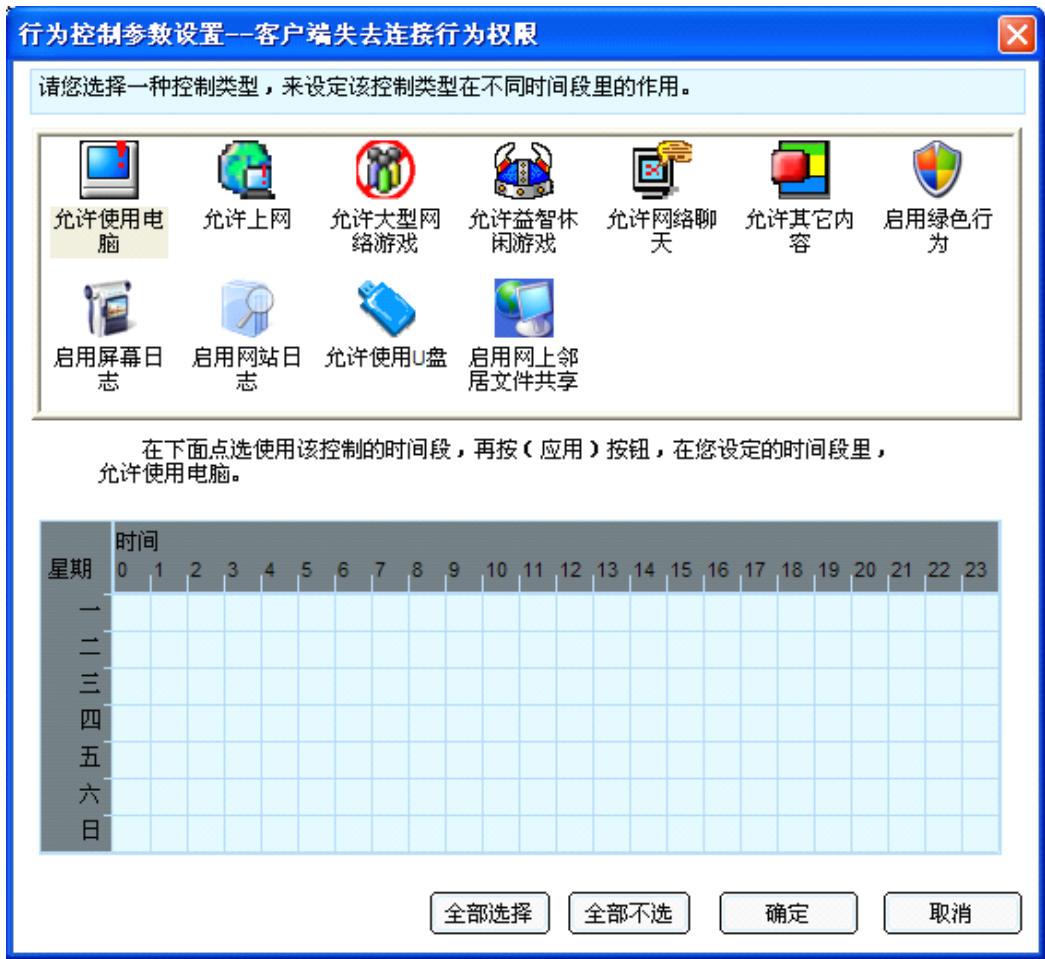 行为控制参数设置--客户端失去连接行为权限
请您选择一种控制类型，来设定该控制类型在不同时间段里的作用。
允许使用电
脑
允许上网
允许大型网
络游戏
允许益智休
闲游戏
允许网络聊
天
允许其它内
容
启用绿色行
为
启用屏幕日
志
启用网站日
志
允许使用U盘
启用网上邻
居文件共享
在下面点选使用该控制的时间段，再按(应用)按钮，在您设定的时间段里，
允许使用电脑。
时间
星期 0 1 2 3 4 5 6 7 8 9 10 11 12 13 14 15 16 17 18 19 20 21 22 23
一
二
三
四
五
六
日
全部选择 全部不选 确定 取消